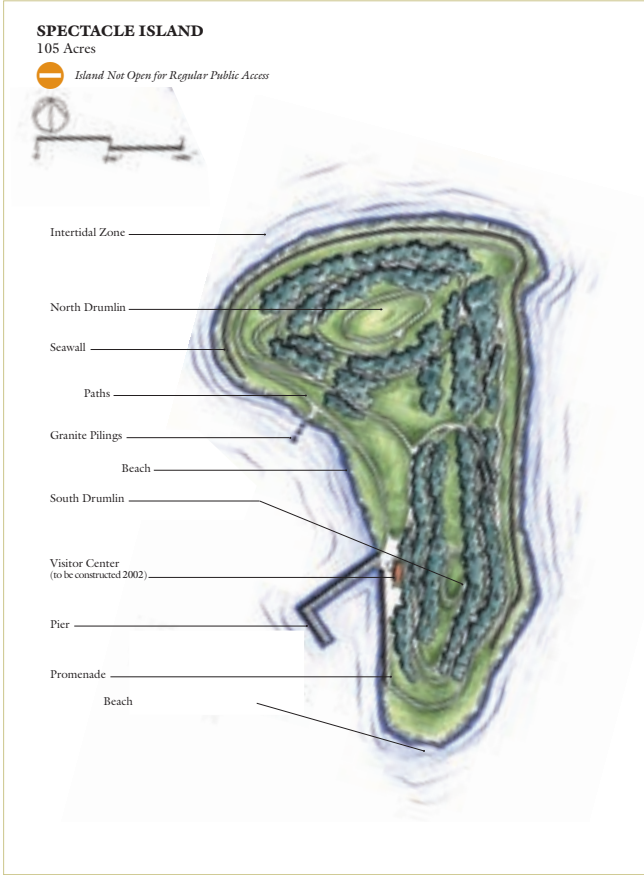 SPECTACLE ISLAND
105 Acres
Island Not Open for Regular Public Access
Intertidal Zone
North Drumlin
Seawall
Paths
Granite Pilings
Beach
South Drumlin
Visitor Center
(to be constructed 2002)
Pier
Promenade
Beach